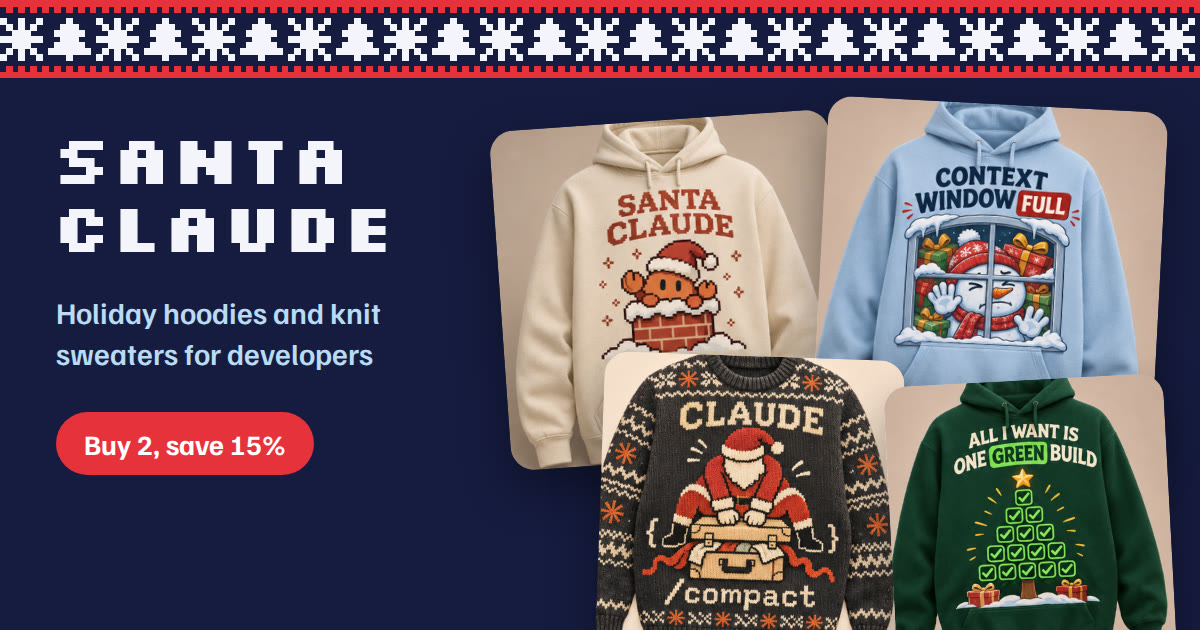 SANTA
CLAUDE
Holiday hoodies and knit
sweaters for developers
Buy 2, save 15%
SANTA
CLAUDE
CONTEXT
WINDOW FULL
CLAUDE
{ }
/compact
ALL I WANT IS
ONE GREEN BUILD